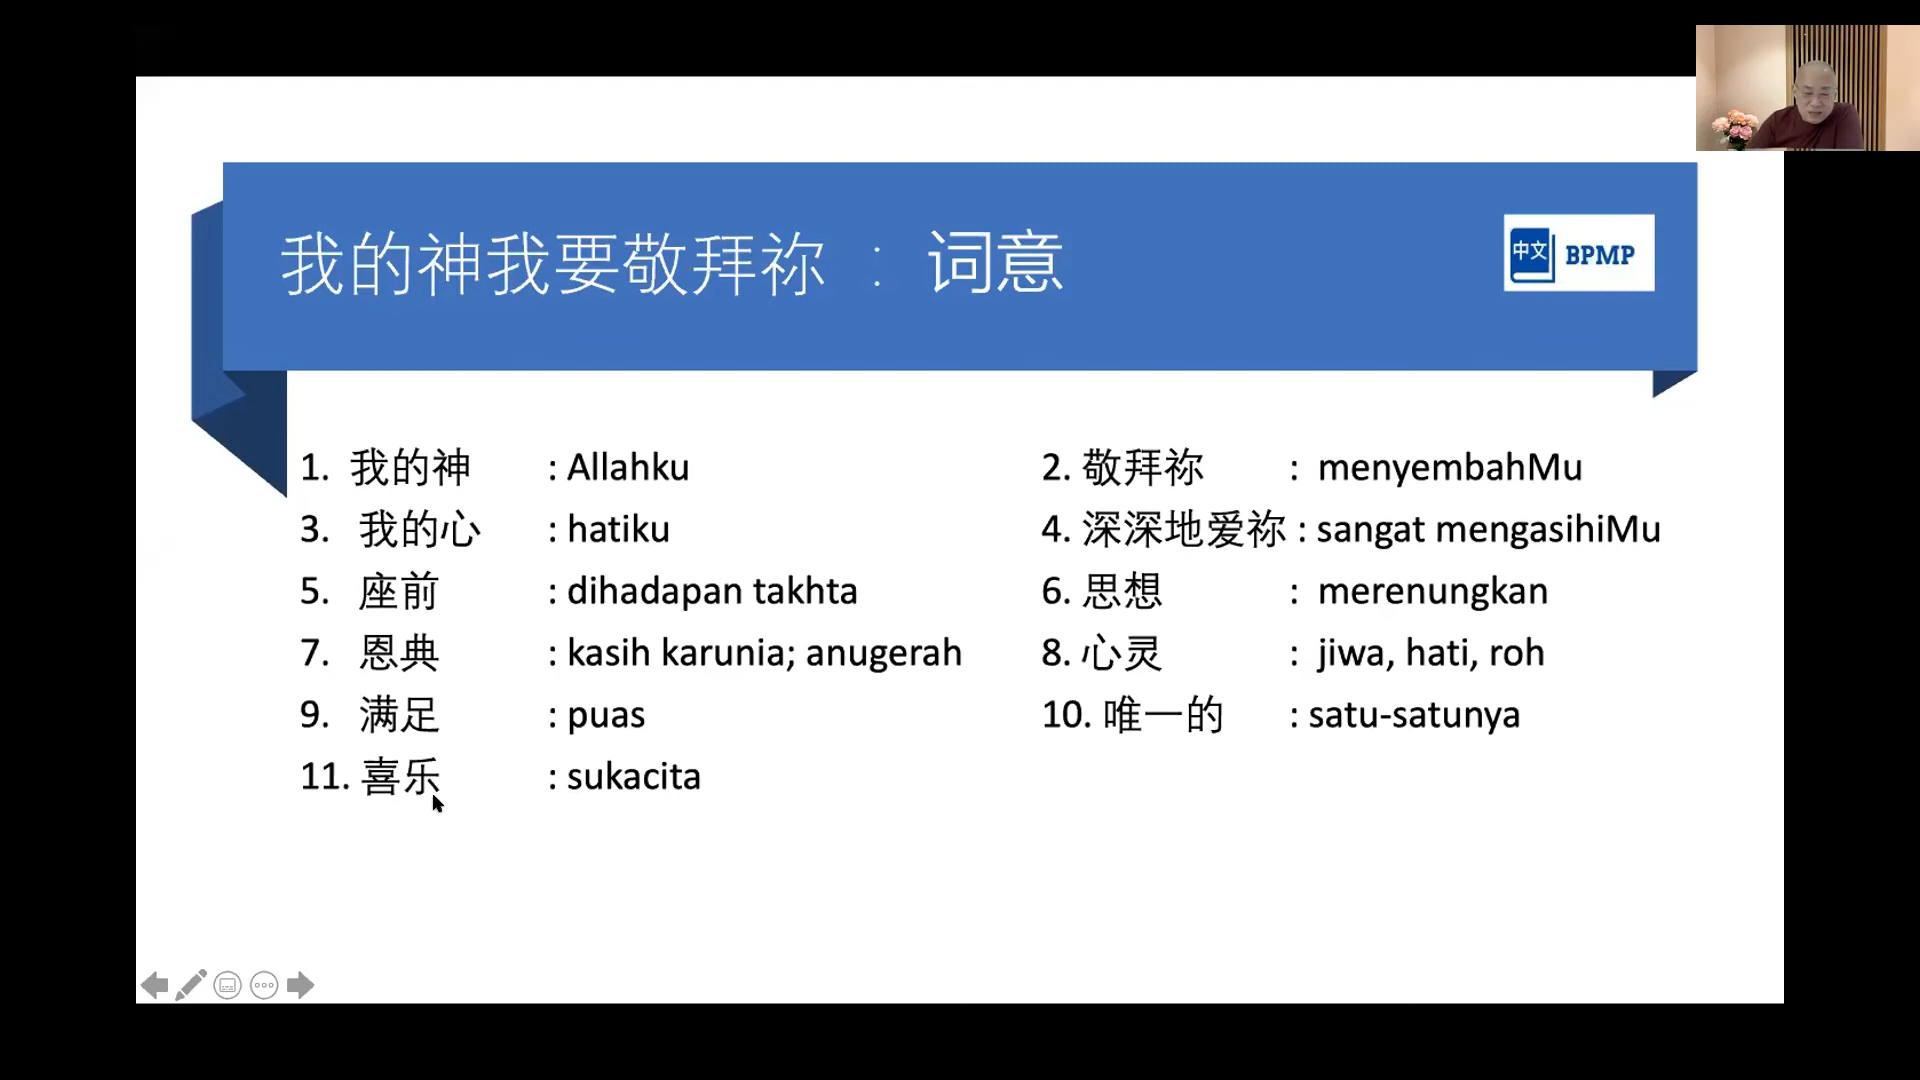 我的神我要敬拜祢 : 词意
中文 BPMP
1. 我的神 : Allahku
2. 敬拜祢 : menyembahMu
3. 我的心 : hatiku
4. 深深地爱祢 : sangat mengasihiMu
5. 座前 : dihadapan takhta
6. 思想 : merenungkan
7. 恩典 : kasih karunia; anugerah
8. 心灵 : jiwa, hati, roh
9. 满足 : puas
10. 唯一的 : satu-satunya
11. 喜乐 : sukacita